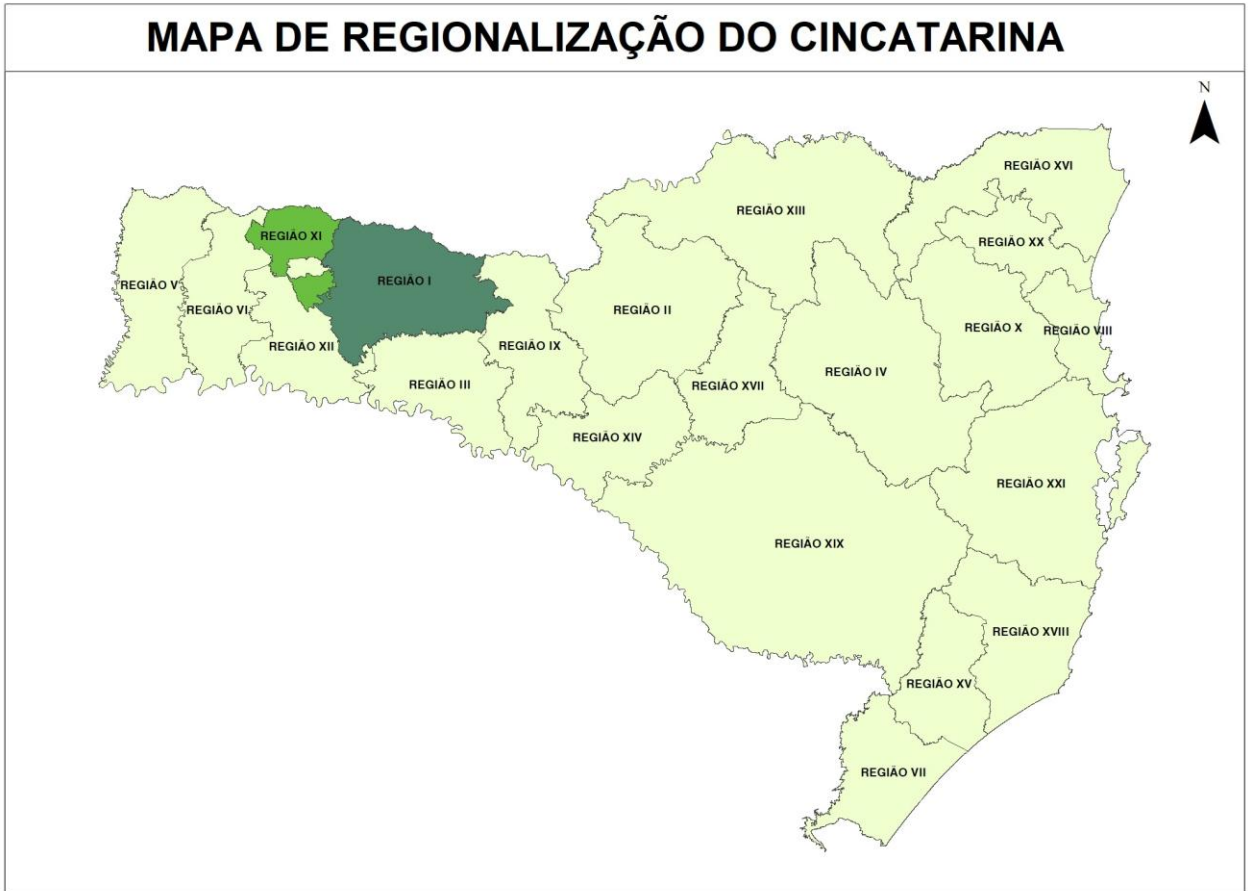 MAPA DE REGIONALIZAÇÃO DO CINCATARINA
N
REGIÃO XVI
REGIÃO XIII
REGIÃO XI
REGIÃO XX
REGIÃO I
REGIÃO V
REGIÃO VI
REGIÃO II
REGIÃO X
REGIÃO VIII
REGIÃO XII
REGIÃO IX
REGIÃO IV
REGIÃO III
REGIÃO XVII
REGIÃO XIV
REGIÃO XXI
REGIÃO XIX
REGIÃO XVIII
REGIÃO XV
REGIÃO VII